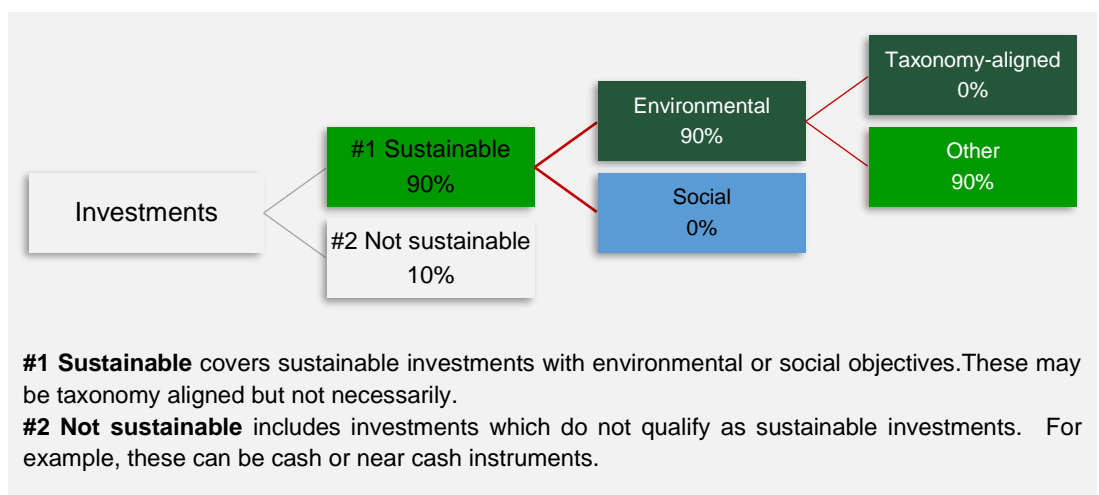 Taxonomy-aligned
0%
Environmental
90%
#1 Sustainable
90%
Other
90%
Investments
Social
0%
#2 Not sustainable
10%
#1 Sustainable covers sustainable investments with environmental or social objectives.These may
be taxonomy aligned but not necessarily.
#2 Not sustainable includes investments which do not qualify as sustainable investments. For
example, these can be cash or near cash instruments.